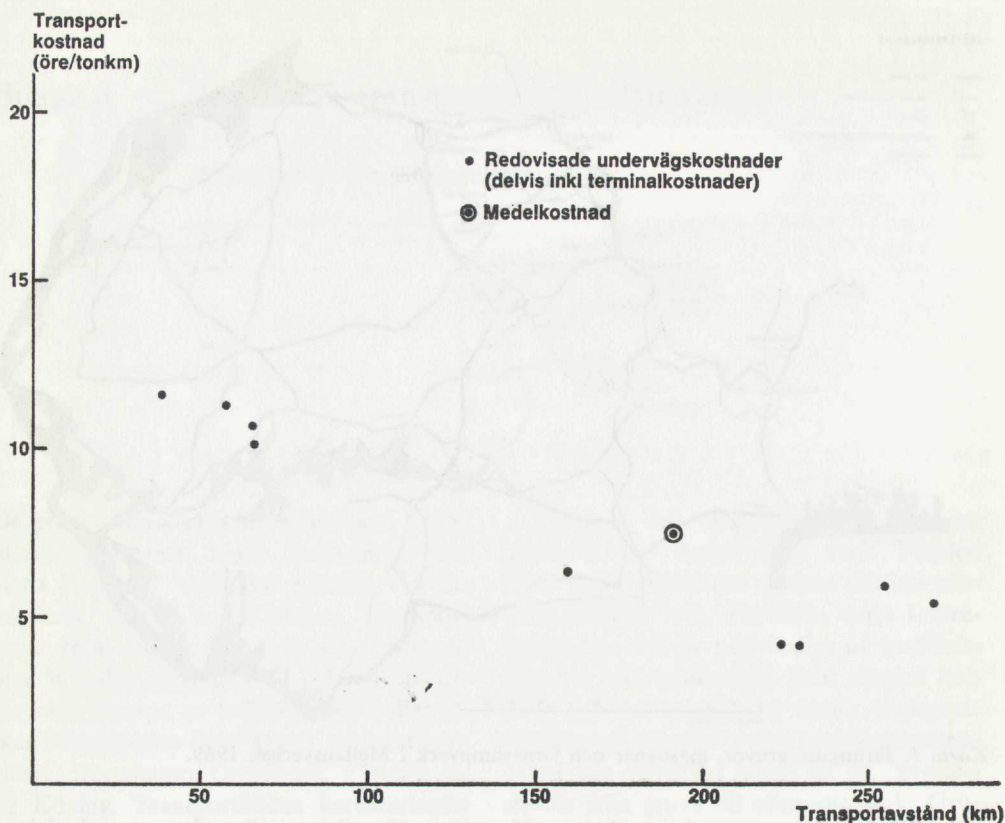 Transport-
kostnad
(öre/tonkm)
20
• Redovisade undervägskostnader
(delvis inkl terminalkostnader)
Medelkostnad
15
10
5
50
100
150
200
250
Transportavstånd (km)